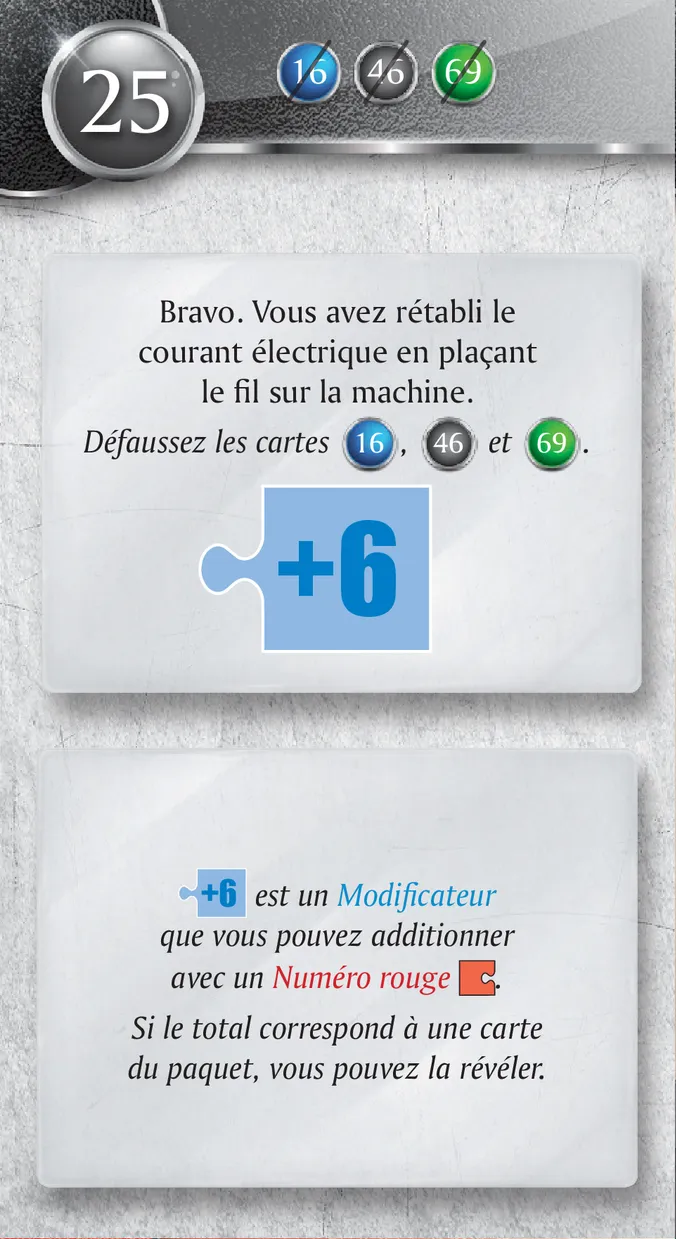 25
16 46 69
Bravo. Vous avez rétabli le
courant électrique en plaçant
le fil sur la machine.
Défaussez les cartes 16, 46 et 69.
+6
+6 est un Modificateur
que vous pouvez additionner
avec un Numéro rouge.
Si le total correspond à une carte
du paquet, vous pouvez la révéler.